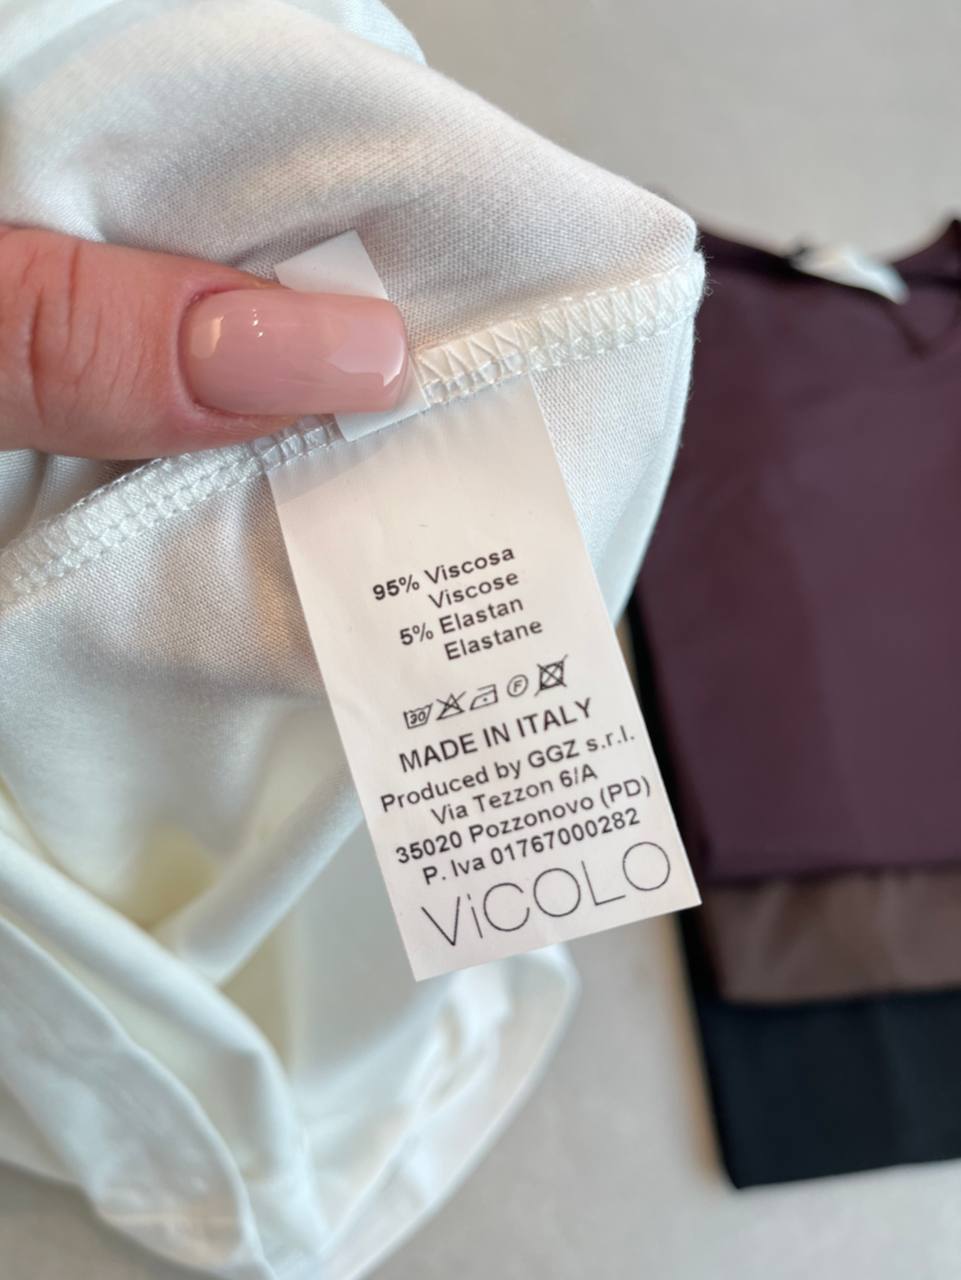 95% Viscosa
Viscose
5% Elastan
Elastane
30 F
MADE IN ITALY
Produced by GGZ s.r.l.
Via Tezzon 6/A
35020 Pozzonovo (PD)
P. Iva 01767000282
ViCOLO